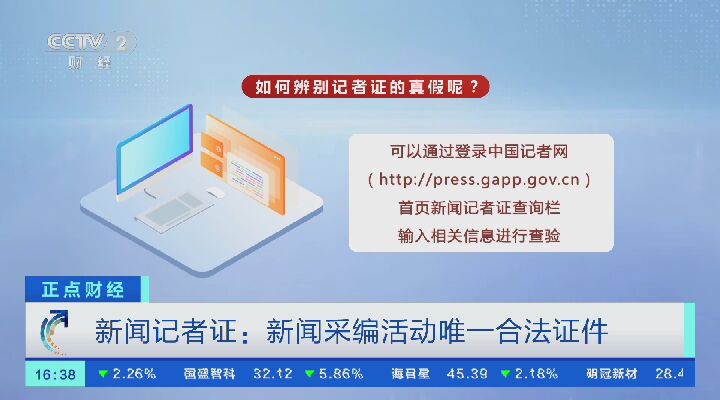 CCTV 2
财经
如何辨别记者证的真假呢？
可以通过登录中国记者网
（http://press.gapp.gov.cn）
首页新闻记者证查询栏
输入相关信息进行查验
正点财经
新闻记者证：新闻采编活动唯一合法证件
16:38 ▼2.26% 国盛智科 32.12 ▼5.86% 海目星 45.39 ▼2.18% 明冠新材 28.4